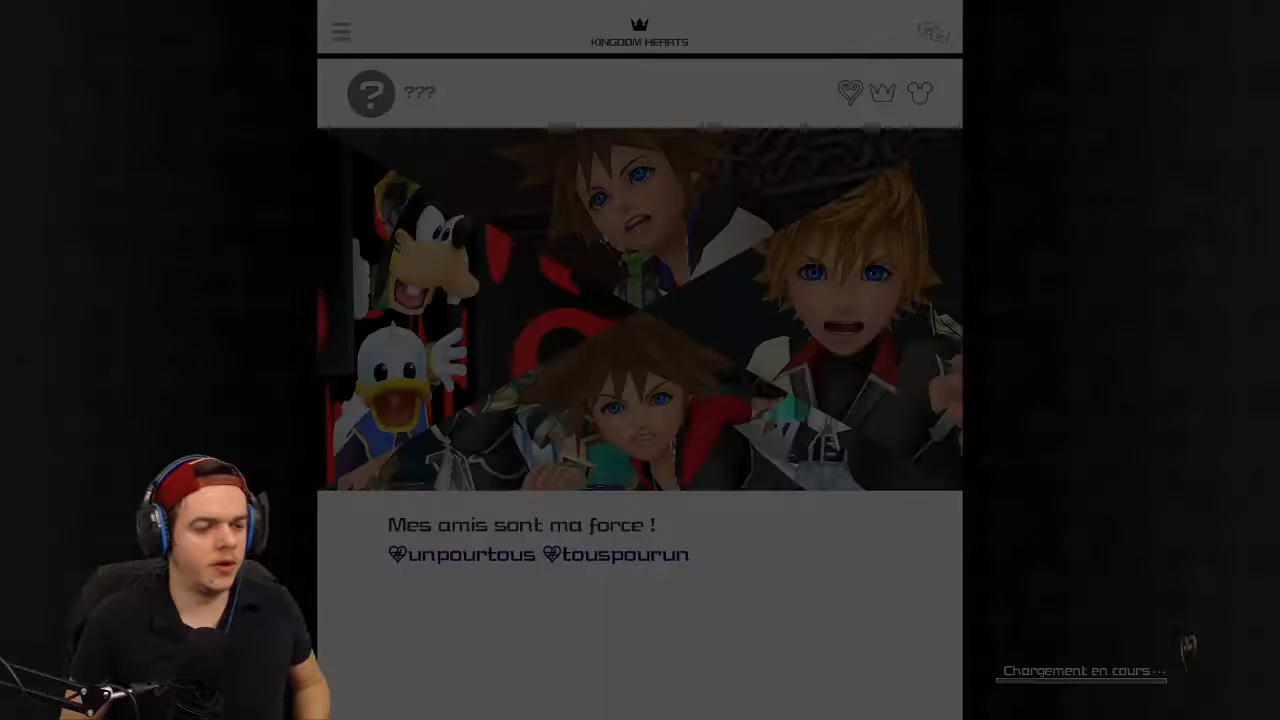 KINGDOM HEARTS
???
Mes amis sont ma force !
unpourtous touspourun
Chargement en cours...